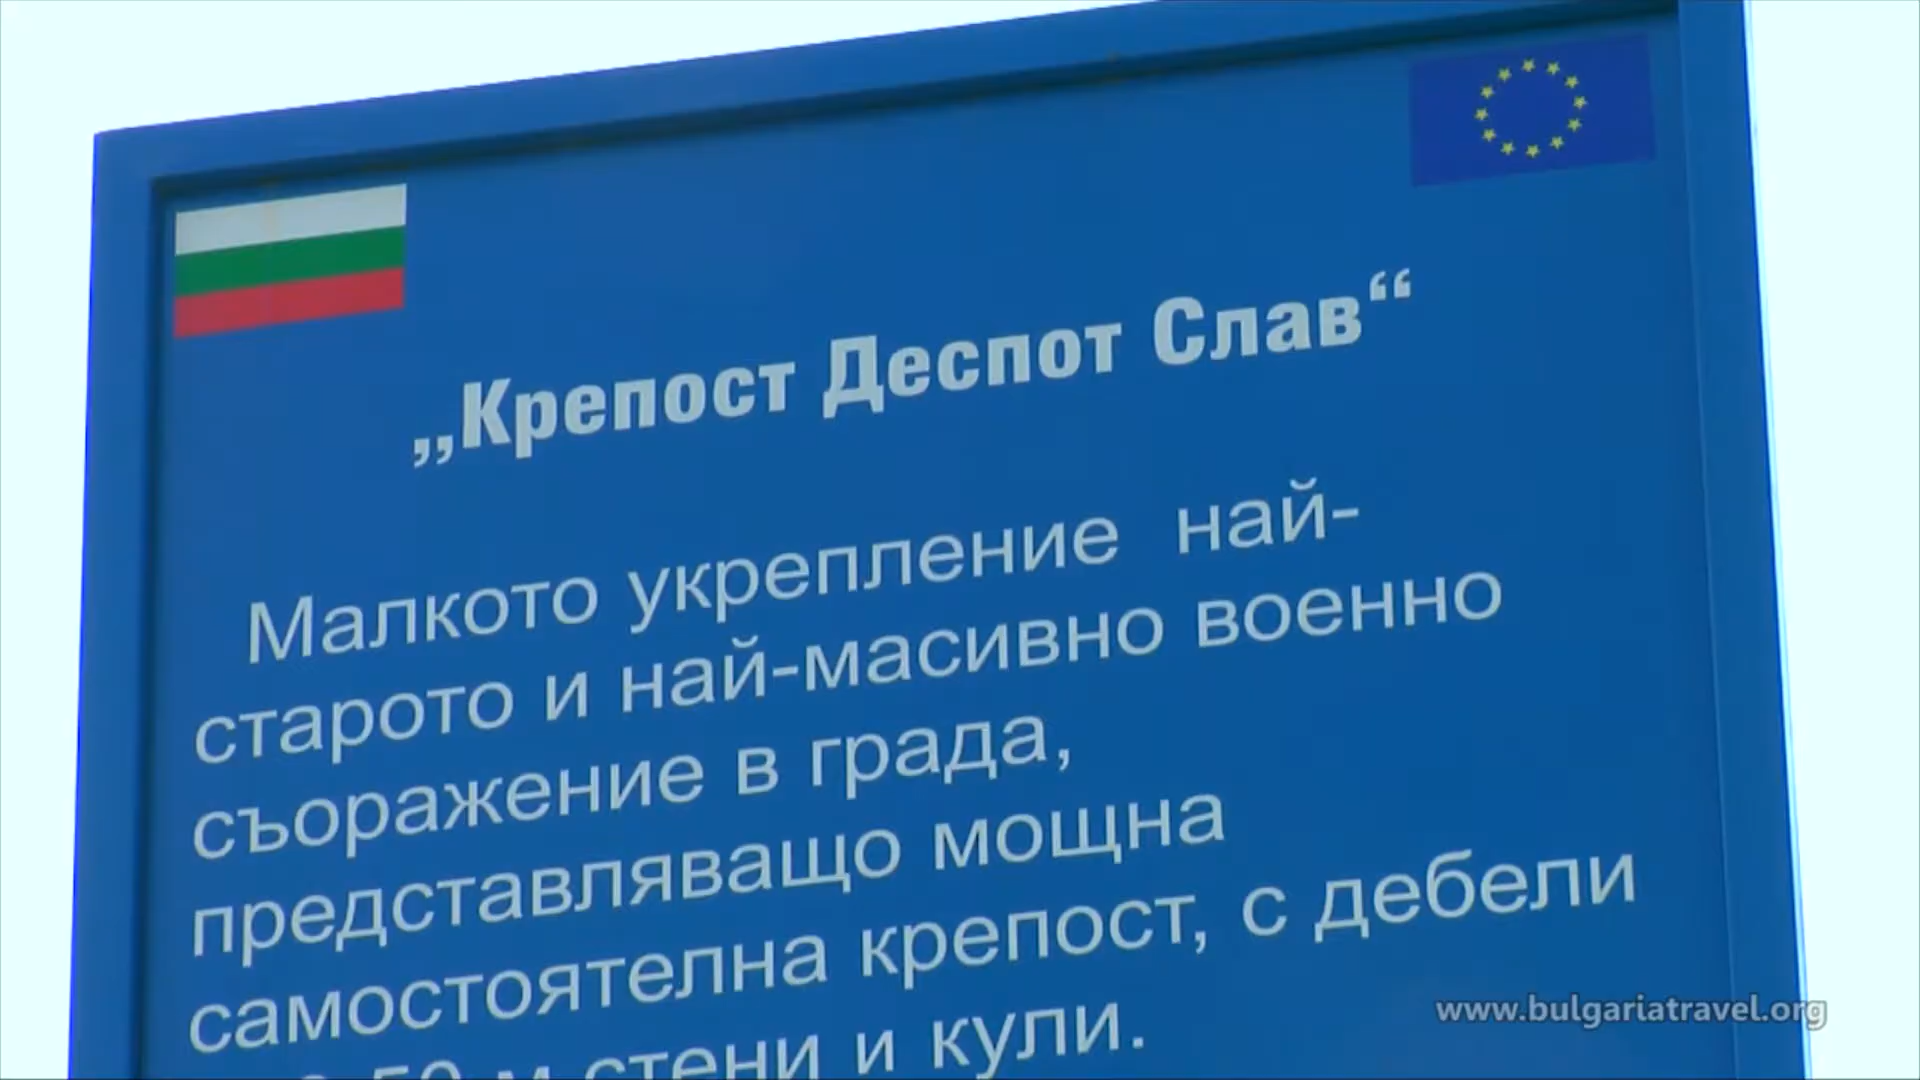 „Крепост Деспот Слав“
Малкото укрепление най-
старото и най-масивно военно
съоражение в града,
представляващо мощна
самостоятелна крепост, с дебели
м стени и кули.
www.bulgariatravel.org